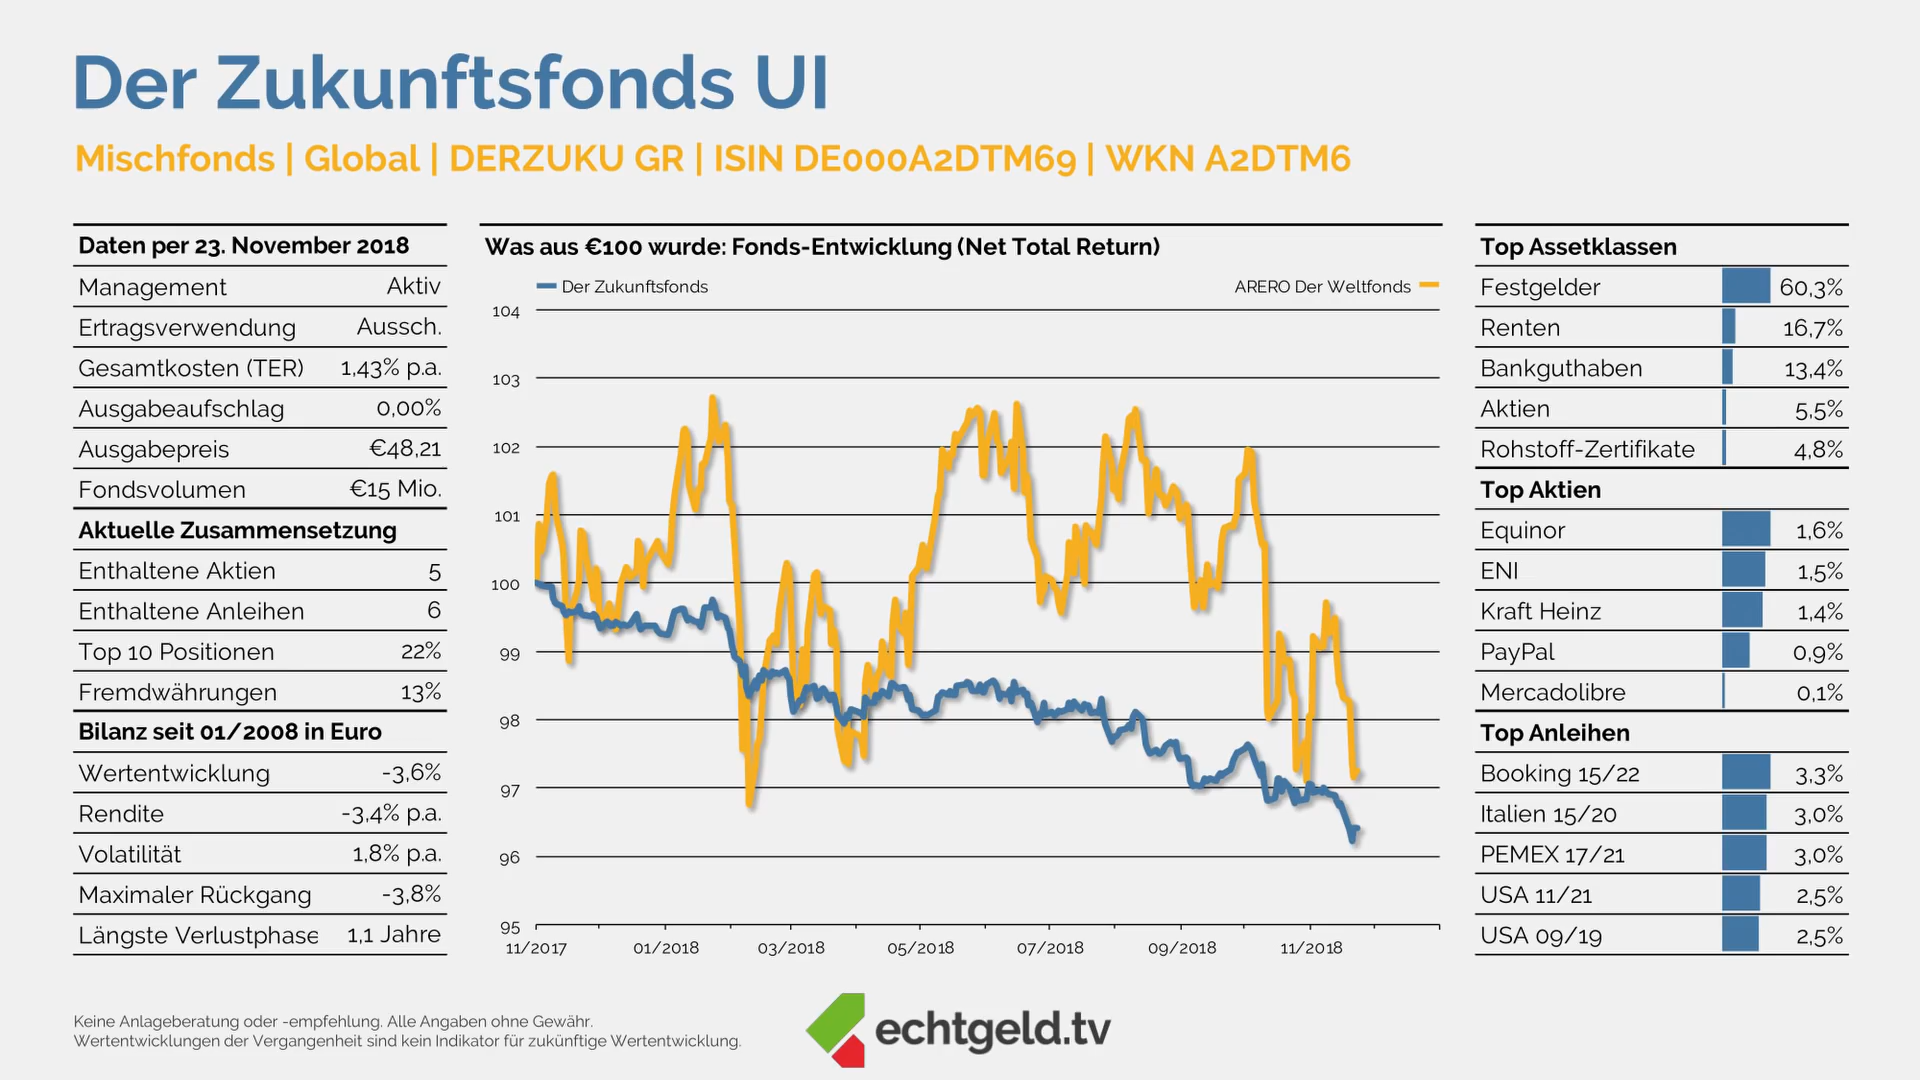 Der Zukunftsfonds UI
Mischfonds | Global | DERZUKU GR | ISIN DE000A2DTM69 | WKN A2DTM6
Daten per 23. November 2018
Management Aktiv
Ertragsverwendung Aussch.
Gesamtkosten (TER) 1,43% p.a.
Ausgabeaufschlag 0,00%
Ausgabepreis €48,21
Fondsvolumen €15 Mio.
Aktuelle Zusammensetzung
Enthaltene Aktien 5
Enthaltene Anleihen 6
Top 10 Positionen 22%
Fremdwährungen 13%
Bilanz seit 01/2008 in Euro
Wertentwicklung -3,6%
Rendite -3,4% p.a.
Volatilität 1,8% p.a.
Maximaler Rückgang -3,8%
Längste Verlustphase 1,1 Jahre
Was aus €100 wurde: Fonds-Entwicklung (Net Total Return)
Der Zukunftsfonds ARERO Der Weltfonds
104
103
102
101
100
99
98
97
96
95
11/2017 01/2018 03/2018 05/2018 07/2018 09/2018 11/2018
Top Assetklassen
Festgelder 60,3%
Renten 16,7%
Bankguthaben 13,4%
Aktien 5,5%
Rohstoff-Zertifikate 4,8%
Top Aktien
Equinor 1,6%
ENI 1,5%
Kraft Heinz 1,4%
PayPal 0,9%
Mercadolibre 0,1%
Top Anleihen
Booking 15/22 3,3%
Italien 15/20 3,0%
PEMEX 17/21 3,0%
USA 11/21 2,5%
USA 09/19 2,5%
Keine Anlageberatung oder -empfehlung. Alle Angaben ohne Gewähr.
Wertentwicklungen der Vergangenheit sind kein Indikator für zukünftige Wertentwicklung.
echtgeld.tv